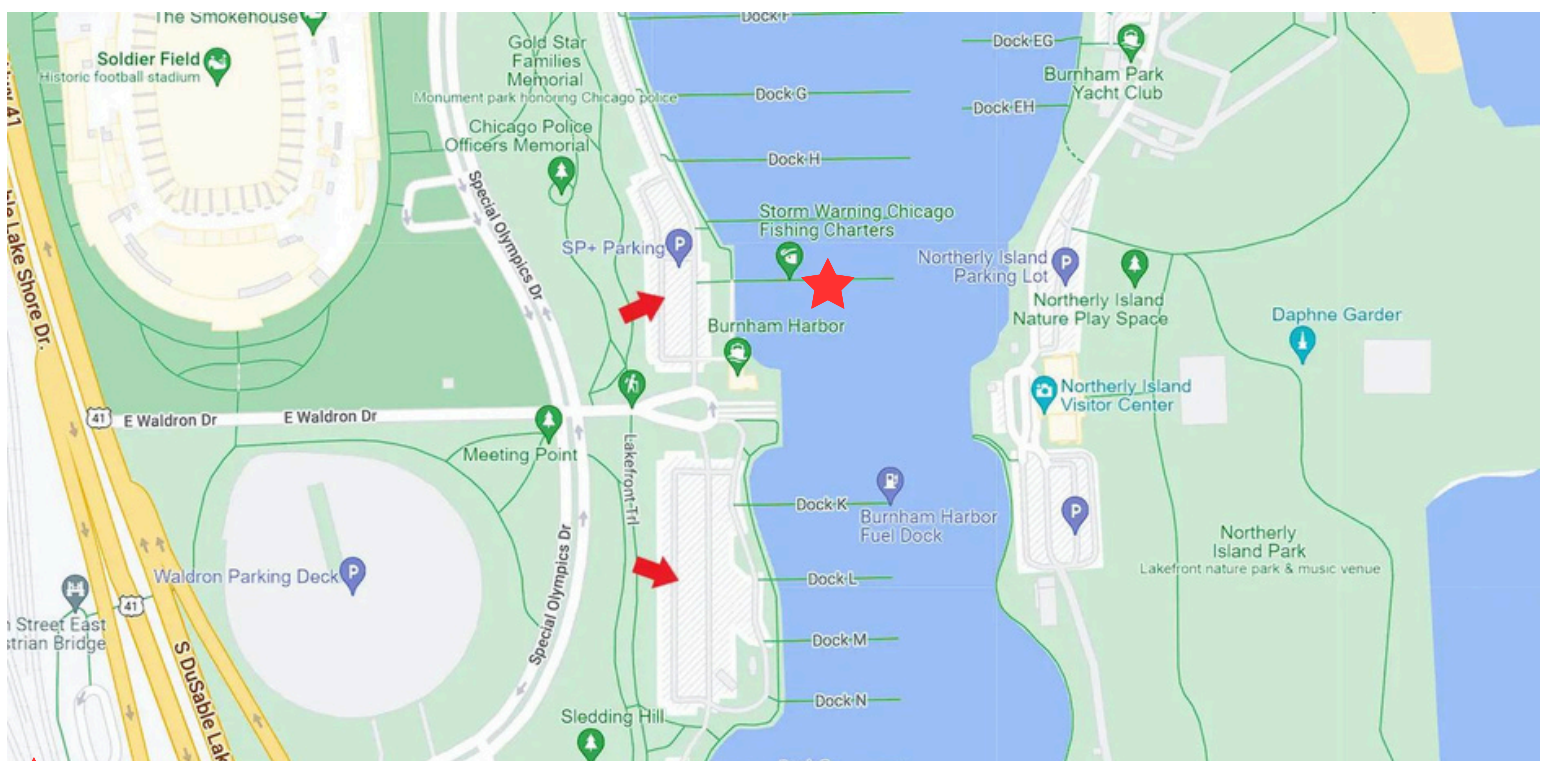 The Smokehouse
Soldier Field
Historic football stadium
Gold Star
Families
Memorial
Monument park honoring Chicago police
Chicago Police
Officers Memorial
Dock F
Dock G
Dock H
Dock EG
Dock EH
Burnham Park
Yacht Club
41
Lake Shore Dr.
Special Olympics Dr
SP+ Parking
P
Storm Warning Chicago
Fishing Charters
Burnham Harbor
Northerly Island
Parking Lot
P
Northerly Island
Nature Play Space
Daphne Garder
Northerly Island
Visitor Center
41
E Waldron Dr
E Waldron Dr
Meeting Point
Lakefront Trl
Dock K
Burnham Harbor
Fuel Dock
P
Northerly
Island Park
Lakefront nature park & music venue
Waldron Parking Deck
P
41
Street East
strian Bridge
S DuSable Lak
Special Olympics Dr
Dock L
Dock M
Dock N
Sledding Hill